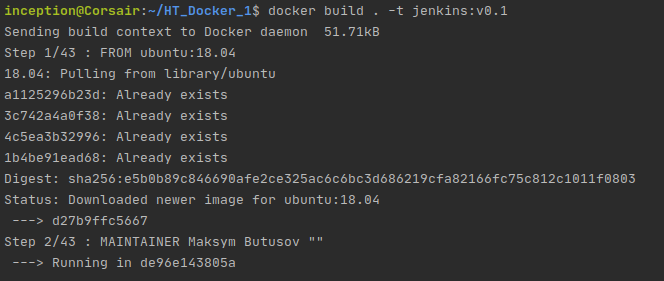 inception@Corsair:~/HT_Docker_1$ docker build . -t jenkins:v0.1
Sending build context to Docker daemon  51.71kB
Step 1/43 : FROM ubuntu:18.04
18.04: Pulling from library/ubuntu
a1125296b23d: Already exists
3c742a4a0f38: Already exists
4c5ea3b32996: Already exists
1b4be91ead68: Already exists
Digest: sha256:e5b0b89c846690afe2ce325ac6c6bc3d686219cfa82166fc75c812c1011f0803
Status: Downloaded newer image for ubuntu:18.04
 ---> d27b9ffc5667
Step 2/43 : MAINTAINER Maksym Butusov ""
 ---> Running in de96e143805a